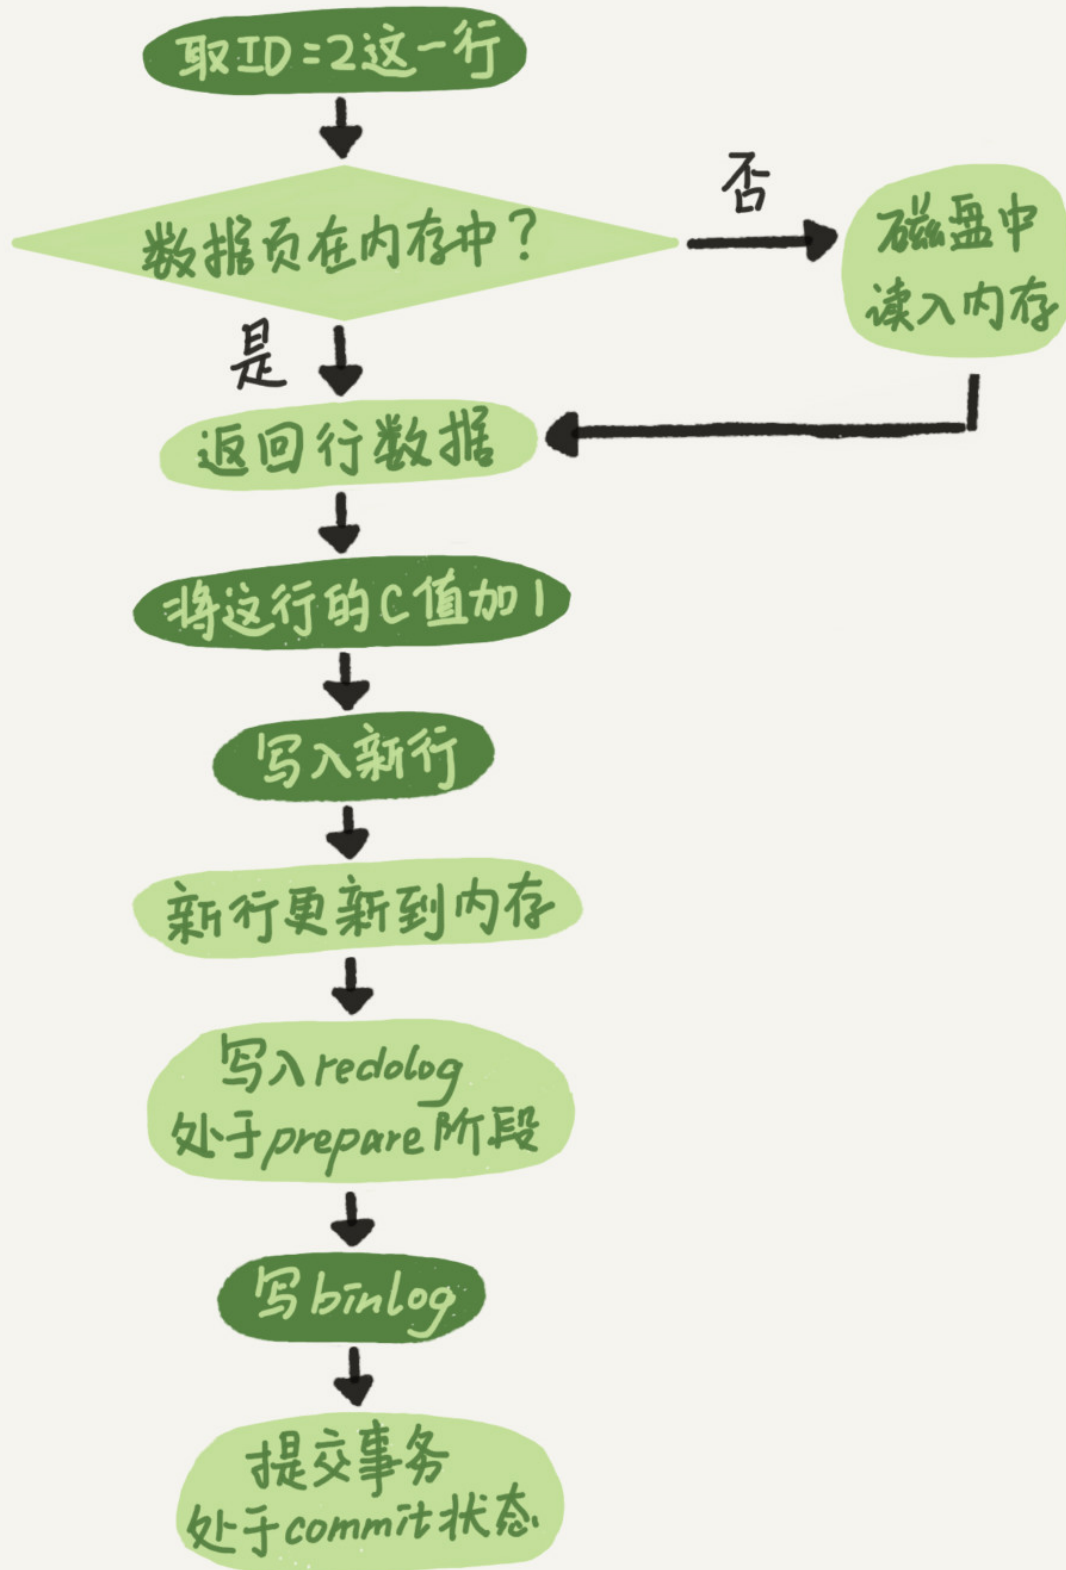 取ID=2这一行
数据页在内存中？
否
磁盘中
读入内存
是
返回行数据
将这行的C值加1
写入新行
新行更新到内存
写入redolog
处于prepare阶段
写binlog
提交事务
处于commit状态